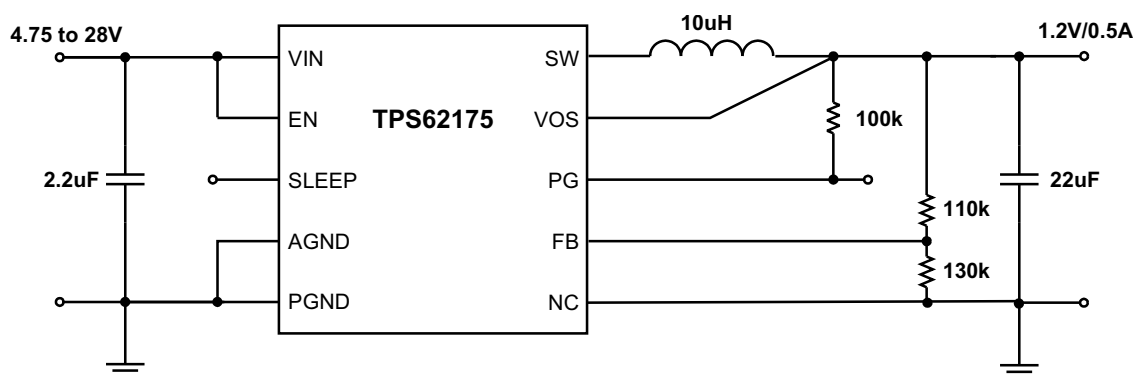 4.75 to 28V
10uH
1.2V/0.5A
VIN
SW
EN
TPS62175
VOS
100k
2.2uF
SLEEP
PG
22uF
110k
AGND
FB
130k
PGND
NC